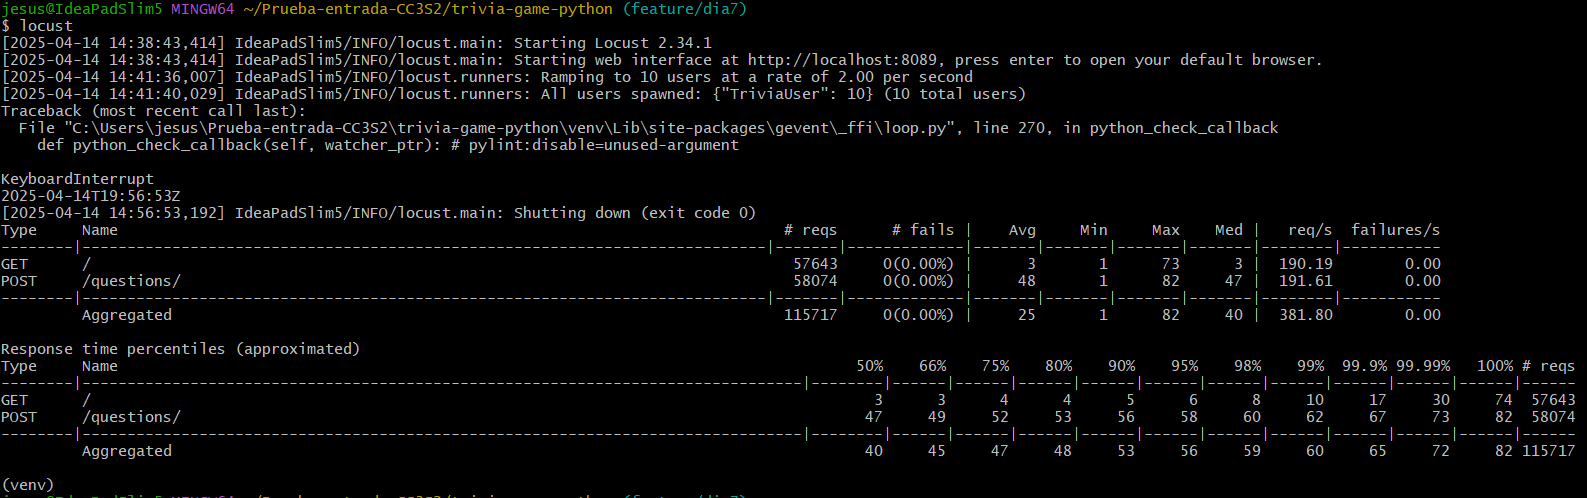 jesus@IdeaPadSlim5 MINGW64 ~/Prueba-entrada-CC3S2/trivia-game-python (feature/dia7)
$ locust
[2025-04-14 14:38:43,414] IdeaPadSlim5/INFO/locust.main: Starting Locust 2.34.1
[2025-04-14 14:38:43,414] IdeaPadSlim5/INFO/locust.main: Starting web interface at http://localhost:8089, press enter to open your default browser.
[2025-04-14 14:41:36,007] IdeaPadSlim5/INFO/locust.runners: Ramping to 10 users at a rate of 2.00 per second
[2025-04-14 14:41:40,029] IdeaPadSlim5/INFO/locust.runners: All users spawned: {"TriviaUser": 10} (10 total users)
Traceback (most recent call last):
  File "C:\Users\jesus\Prueba-entrada-CC3S2\trivia-game-python\venv\Lib\site-packages\gevent\_ffi\loop.py", line 270, in python_check_callback
    def python_check_callback(self, watcher_ptr): # pylint:disable=unused-argument
KeyboardInterrupt
2025-04-14T19:56:53Z
[2025-04-14 14:56:53,192] IdeaPadSlim5/INFO/locust.main: Shutting down (exit code 0)
Type     Name     # reqs     # fails |     Avg     Min     Max     Med |     req/s  failures/s
--------|--------|-------|-------------|-------|-------|-------|-------|--------|-----------
GET      /     57643     0(0.00%) |     3     1     73     3 |     190.19     0.00
POST     /questions/     58074     0(0.00%) |     48     1     82     47 |     191.61     0.00
--------|--------|-------|-------------|-------|-------|-------|-------|--------|-----------
         Aggregated     115717     0(0.00%) |     25     1     82     40 |     381.80     0.00
Response time percentiles (approximated)
Type     Name     50%    66%    75%    80%    90%    95%    98%    99%  99.9% 99.99%   100% # reqs
--------|--------|--------|------|------|------|------|------|------|------|------|------|------|------
GET      /     3      3      4      4      5      6      8     10     17     30     74  57643
POST     /questions/     47     49     52     53     56     58     60     62     67     73     82  58074
--------|--------|--------|------|------|------|------|------|------|------|------|------|------|------
         Aggregated     40     45     47     48     53     56     59     60     65     72     82 115717
(venv)
jesus@IdeaPadSlim5 MINGW64 ~/Prueba-entrada-CC3S2/trivia-game-python (feature/dia7)